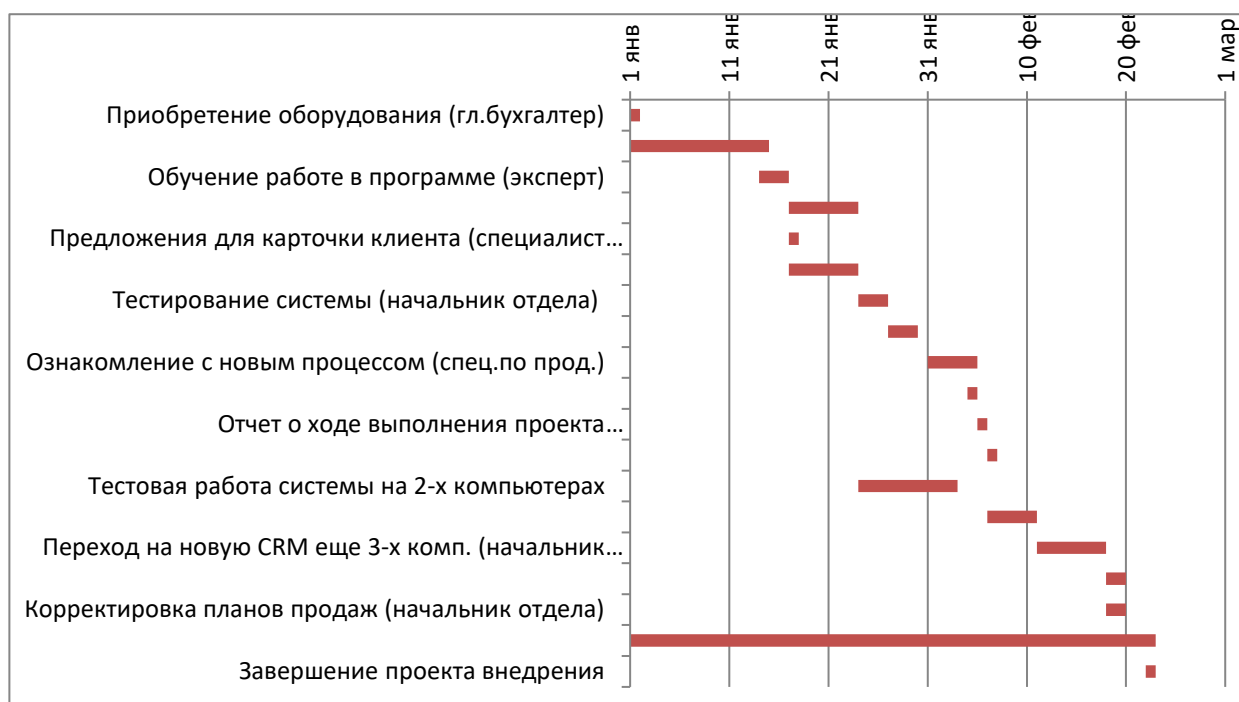 1 янв
11 янв
21 янв
31 янв
10 фев
20 фев
1 мар
Приобретение оборудования (гл.бухгалтер)
Обучение работе в программе (эксперт)
Предложения для карточки клиента (специалист…
Тестирование системы (начальник отдела)
Ознакомление с новым процессом (спец.по прод.)
Отчет о ходе выполнения проекта…
Тестовая работа системы на 2-х компьютерах
Переход на новую CRM еще 3-х комп. (начальник…
Корректировка планов продаж (начальник отдела)
Завершение проекта внедрения